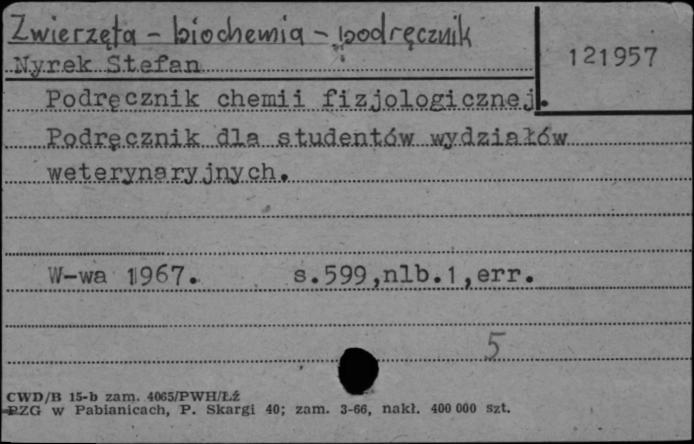 Zwierzęta – biochemia – podręcznik
121957
Nyrek Stefan
Podręcznik chemii fizjologicznej.
Podręcznik dla studentów wydziałów
weterynaryjnych.
W-wa 1967. s.599,nlb.1,err.
5
CWD/B 15-b zam. 4065/PWH/Łź
PZG w Pabianicach, P. Skargi 40; zam. 3-66, nakł. 400 000 szt.